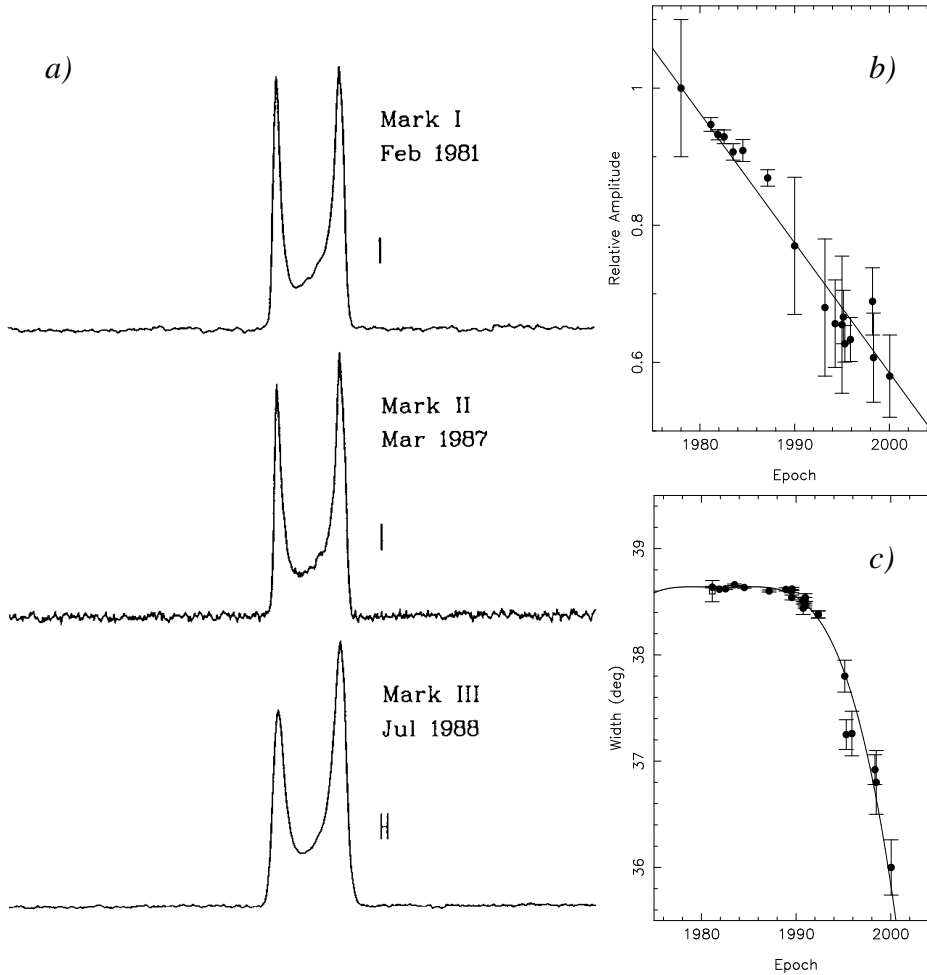 a)
Mark I
Feb 1981
Mark II
Mar 1987
Mark III
Jul 1988
b)
Relative Amplitude
1
0.8
0.6
1980 1990 2000
Epoch
c)
Width (deg)
39
38
37
36
1980 1990 2000
Epoch